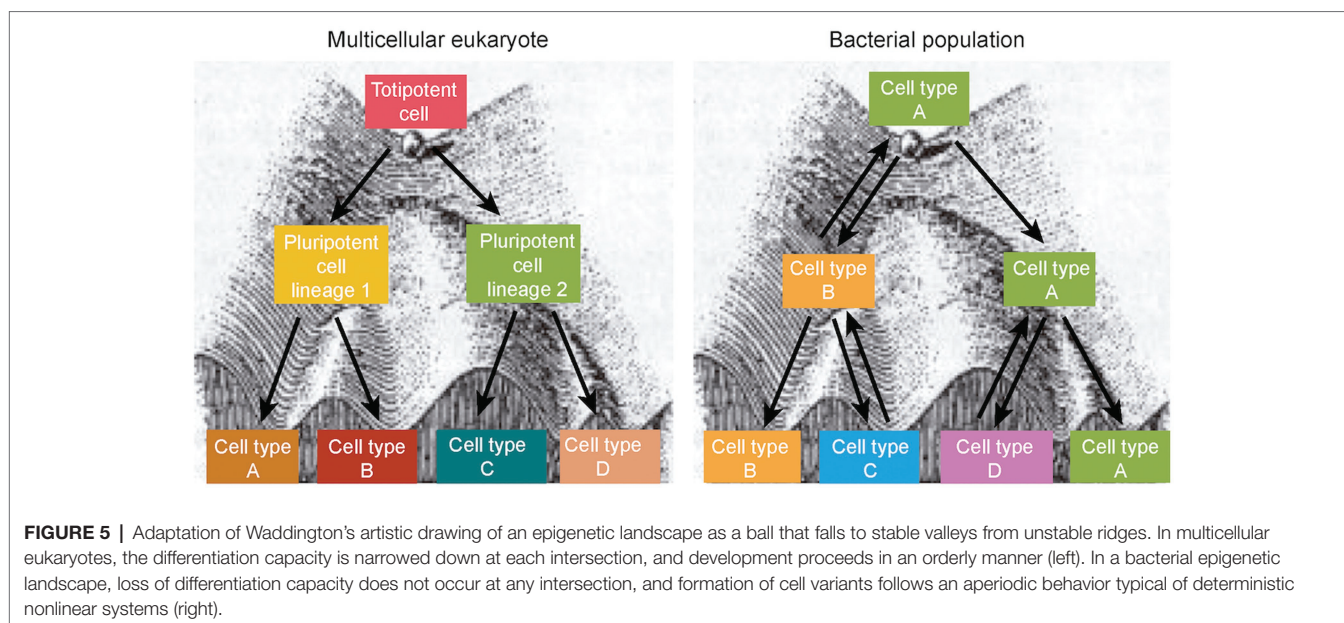 Multicellular eukaryote
Bacterial population
Totipotent
cell
Pluripotent
cell
lineage 1
Pluripotent
cell
lineage 2
Cell type
A
Cell type
B
Cell type
C
Cell type
D
Cell type
A
Cell type
B
Cell type
A
Cell type
B
Cell type
C
Cell type
D
Cell type
A
FIGURE 5 | Adaptation of Waddington's artistic drawing of an epigenetic landscape as a ball that falls to stable valleys from unstable ridges. In multicellular
eukaryotes, the differentiation capacity is narrowed down at each intersection, and development proceeds in an orderly manner (left). In a bacterial epigenetic
landscape, loss of differentiation capacity does not occur at any intersection, and formation of cell variants follows an aperiodic behavior typical of deterministic
nonlinear systems (right).